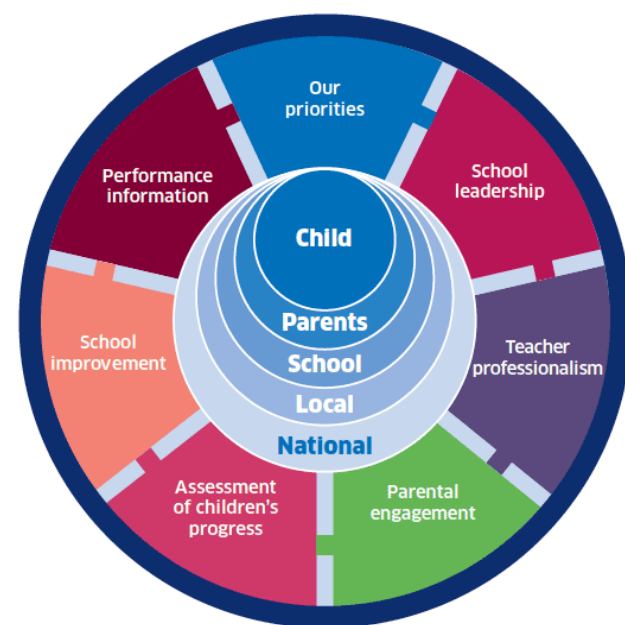 Our
priorities
School
leadership
Teacher
professionalism
Parental
engagement
Assessment
of children's
progress
School
improvement
Performance
information
Child
Parents
School
Local
National